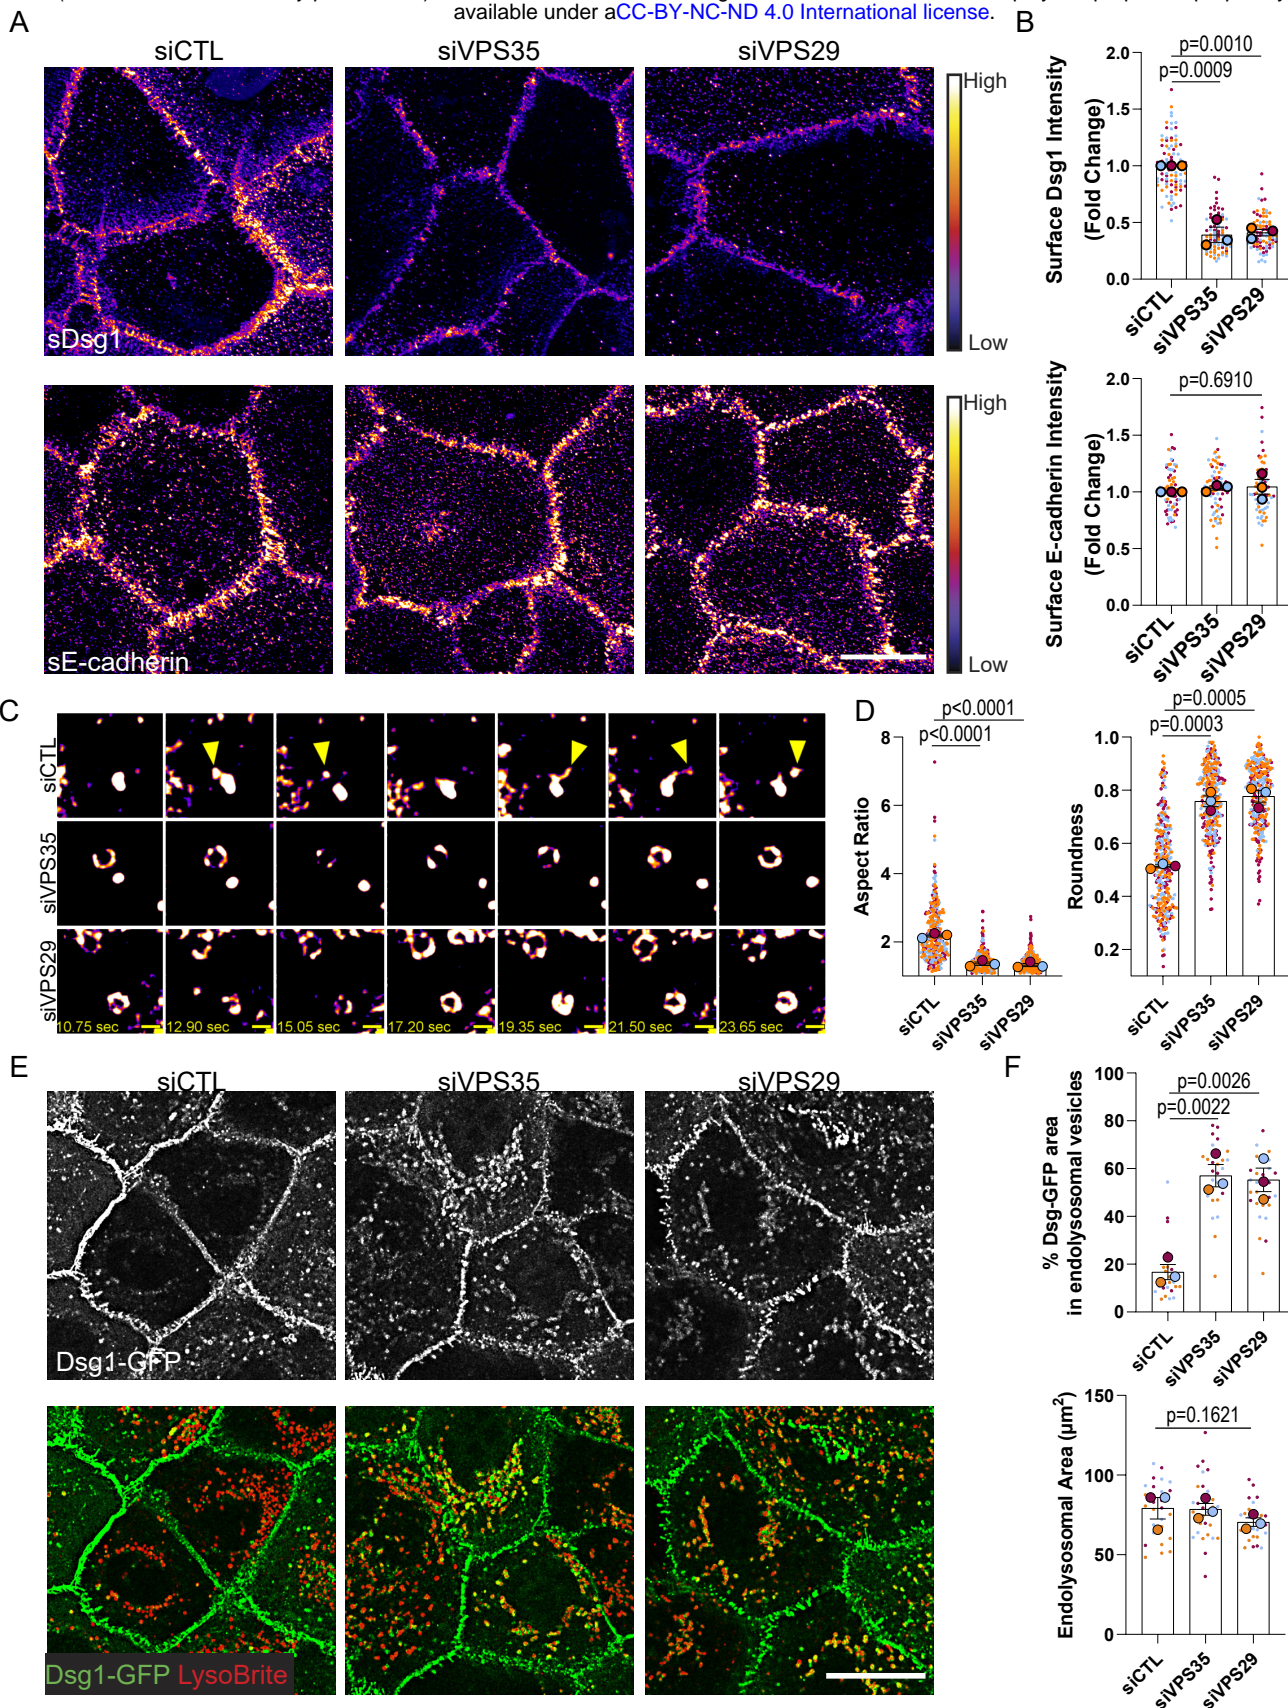 available under aCC-BY-NC-ND 4.0 International license.
A
siCTL
siVPS35
siVPS29
High
Low
sDsg1
High
Low
sE-cadherin
B
Surface Dsg1 Intensity
(Fold Change)
2.0
1.5
1.0
0.5
0.0
p=0.0010
p=0.0009
siCTL
siVPS35
siVPS29
Surface E-cadherin Intensity
(Fold Change)
2.0
1.5
1.0
0.5
0.0
p=0.6910
siCTL
siVPS35
siVPS29
C
siCTL
siVPS35
siVPS29
10.75 sec
12.90 sec
15.05 sec
17.20 sec
19.35 sec
21.50 sec
23.65 sec
D
Aspect Ratio
8
6
4
2
p<0.0001
p<0.0001
siCTL
siVPS35
siVPS29
Roundness
1.0
0.8
0.6
0.4
0.2
p=0.0005
p=0.0003
siCTL
siVPS35
siVPS29
E
siCTL
siVPS35
siVPS29
Dsg1-GFP
Dsg1-GFP LysoBrite
F
% Dsg-GFP area
in endolysosomal vesicles
100
80
60
40
20
0
p=0.0026
p=0.0022
siCTL
siVPS35
siVPS29
Endolysosomal Area (µm²)
150
100
50
0
p=0.1621
siCTL
siVPS35
siVPS29